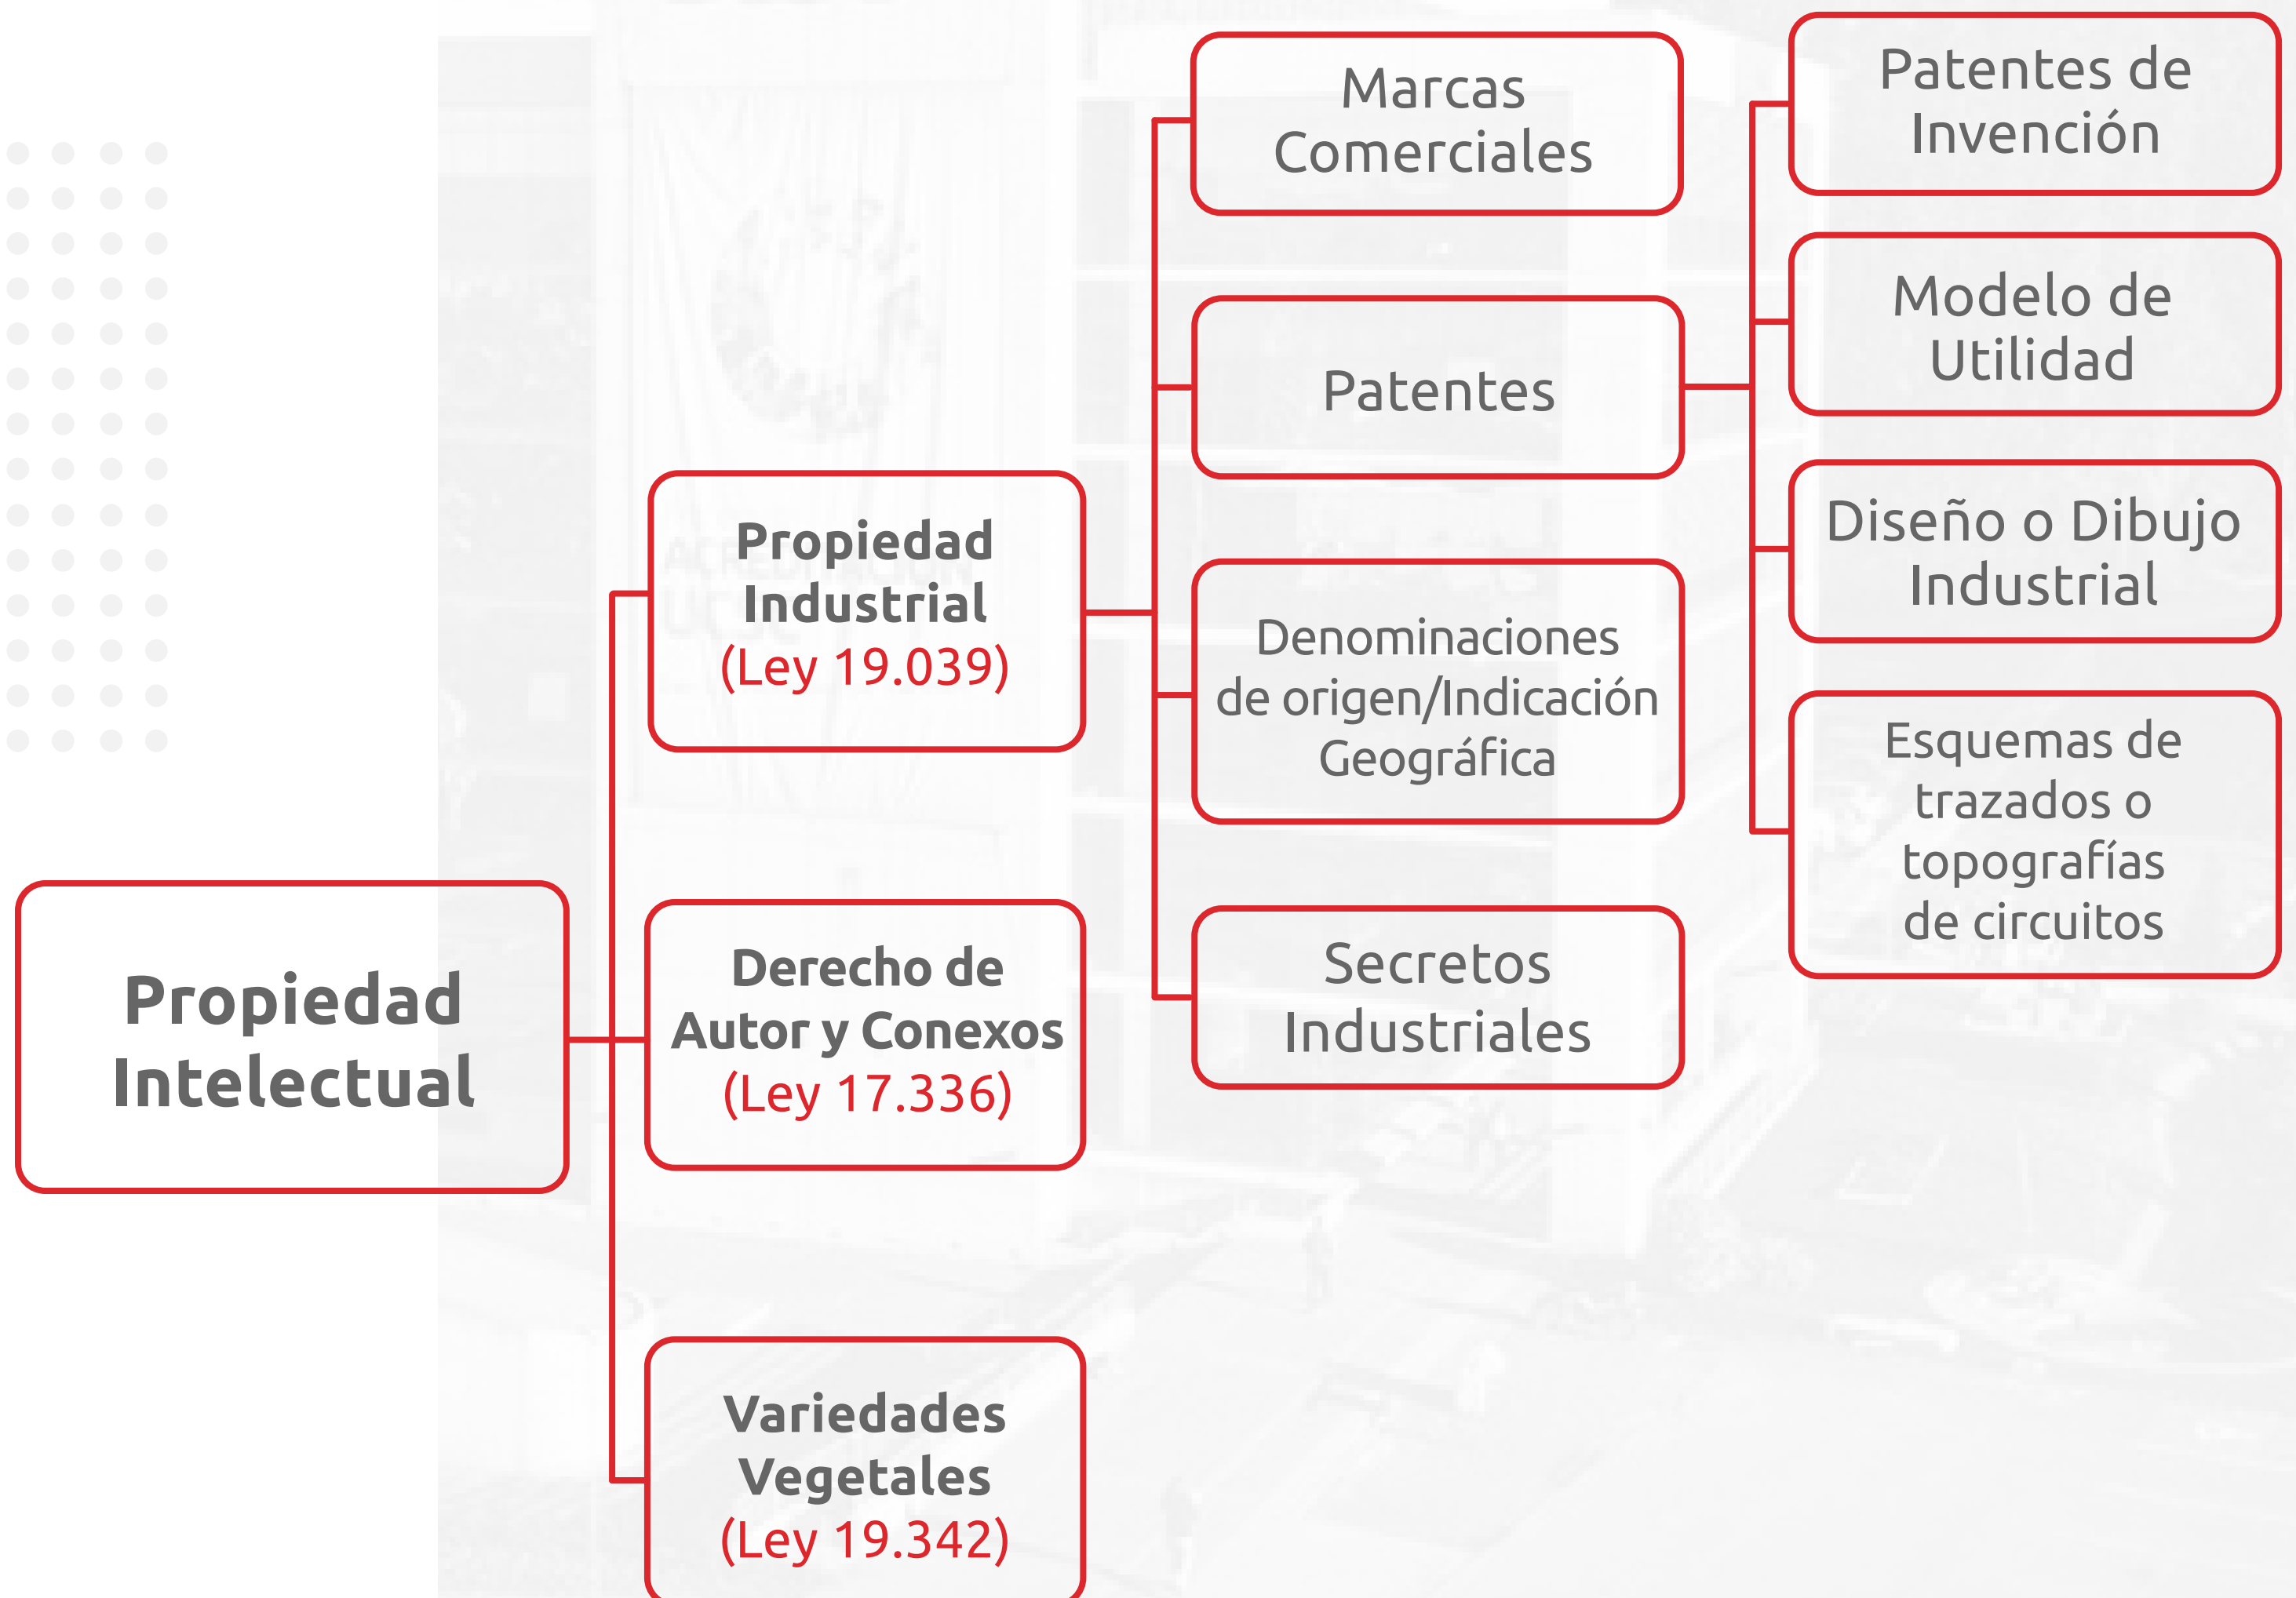 Propiedad
Intelectual
Propiedad
Industrial
(Ley 19.039)
Derecho de
Autor y Conexos
(Ley 17.336)
Variedades
Vegetales
(Ley 19.342)
Marcas
Comerciales
Patentes
Denominaciones
de origen/Indicación
Geográfica
Secretos
Industriales
Patentes de
Invención
Modelo de
Utilidad
Diseño o Dibujo
Industrial
Esquemas de
trazados o
topografías
de circuitos